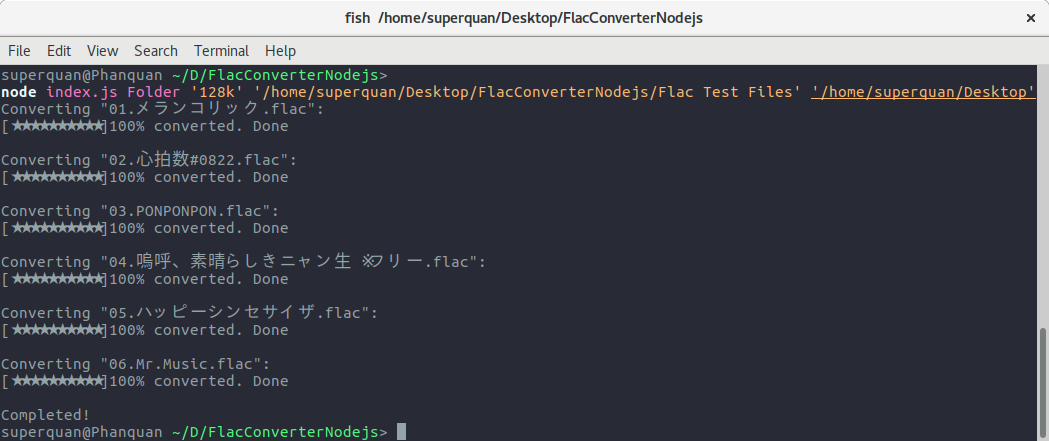 fish /home/superquan/Desktop/FlacConverterNodejs
File Edit View Search Terminal Help
superquan@Phanquan ~/D/FlacConverterNodejs>
node index.js Folder '128k' '/home/superquan/Desktop/FlacConverterNodejs/Flac Test Files' '/home/superquan/Desktop'
Converting "01.メランコリック.flac":
[★★★★★★★★★★]100% converted. Done
Converting "02.心拍数#0822.flac":
[★★★★★★★★★★]100% converted. Done
Converting "03.PONPONPON.flac":
[★★★★★★★★★★]100% converted. Done
Converting "04.嗚呼、素晴らしきニャン生 ※フリー.flac":
[★★★★★★★★★★]100% converted. Done
Converting "05.ハッピーシンセサイザ.flac":
[★★★★★★★★★★]100% converted. Done
Converting "06.Mr.Music.flac":
[★★★★★★★★★★]100% converted. Done
Completed!
superquan@Phanquan ~/D/FlacConverterNodejs>